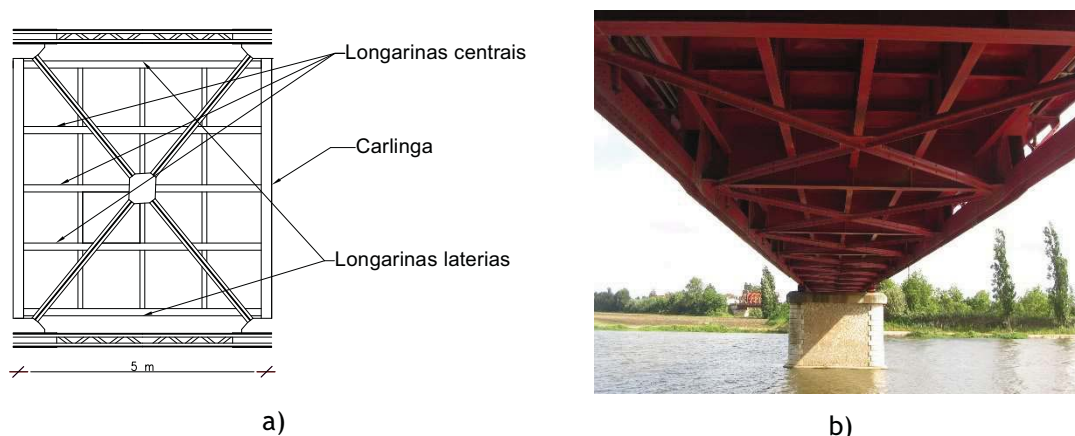 Longarinas centrais
Carlinga
Longarinas laterias
5 m
a)
b)